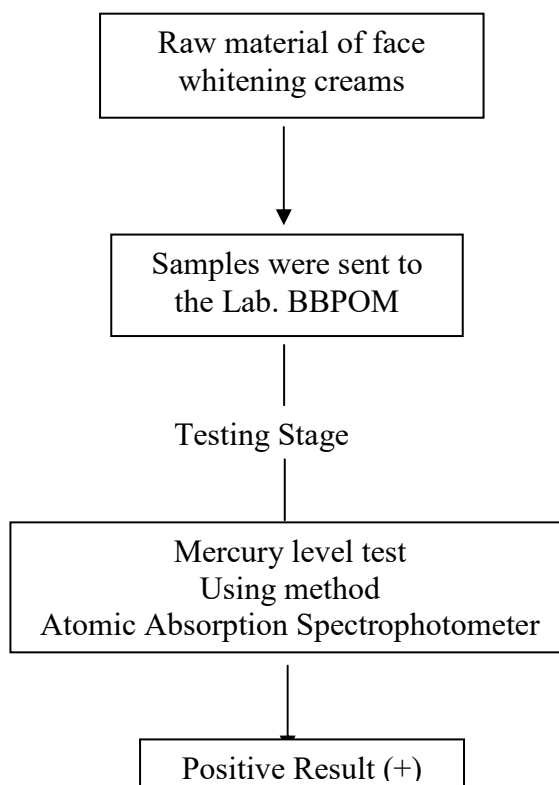 Raw material of face
whitening creams
Samples were sent to
the Lab. BBPOM
Testing Stage
Mercury level test
Using method
Atomic Absorption Spectrophotometer
Positive Result (+)